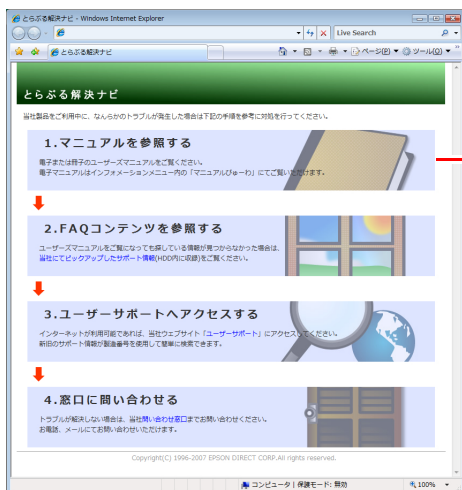 とらぶる解決ナビ - Windows Internet Explorer
Live Search
とらぶる解決ナビ
ページ(P)
ツール(O)
とらぶる解決ナビ
当社製品をご利用中に、なんらかのトラブルが発生した場合は下記の手順を参考に対処を行ってください。
1.マニュアルを参照する
電子または冊子のユーザーズマニュアルをご覧ください。
電子マニュアルはインフォメーションメニュー内の「マニュアルびゅーわ」にてご覧いただけます。
2.FAQコンテンツを参照する
ユーザーズマニュアルをご覧になっても探している情報が見つからなかった場合は、
当社にてピックアップしたサポート情報(HDD内に収録)をご覧ください。
3.ユーザーサポートへアクセスする
インターネットが利用可能であれば、当社ウェブサイト「ユーザーサポート」にアクセスしてください。
新旧のサポート情報が製造番号を使用して簡単に検索できます。
4.窓口に問い合わせる
トラブルが解決しない場合は、当社問い合わせ窓口までお問い合わせください。
お電話、メールにてお問い合わせいただけます。
Copyright(C) 1996-2007 EPSON DIRECT CORP.All rights reserved.
コンピュータ | 保護モード: 無効
100%